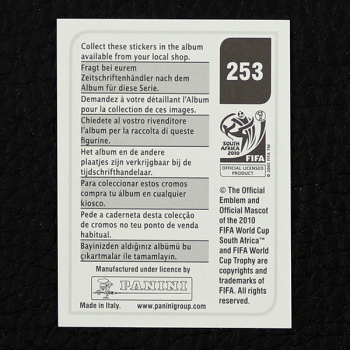 Collect these stickers in the album
available from your local shop.
Fragt bei eurem
Zeitschriftenhändler nach dem
Album für diese Serie.
Demandez à votre détaillant l'Album
pour la collection de ces images.
Chiedete al vostro rivenditore
l'album per la raccolta di queste
figurine.
Het album en de andere
plaatjes zijn verkrijgbaar bij de
tijdschrifthandelaar.
Para coleccionar estos cromos
compra tu álbum en cualquier
kiosco.
Pede a caderneta desta colecção
de cromos no teu ponto de venda
habitual.
Bayinizden aldığınız albümü bu
çıkartmalar ile tamamlayın.
Manufactured under licence by
PANINI
Made in Italy. www.paninigroup.com
253
SOUTH AFRICA
2010
FIFA
OFFICIAL LICENSED
PRODUCT
© The Official
Emblem and
Official Mascot
of the 2010
FIFA World Cup
South Africa™
and FIFA World
Cup Trophy are
copyrights and
trademarks of
FIFA. All rights
reserved.